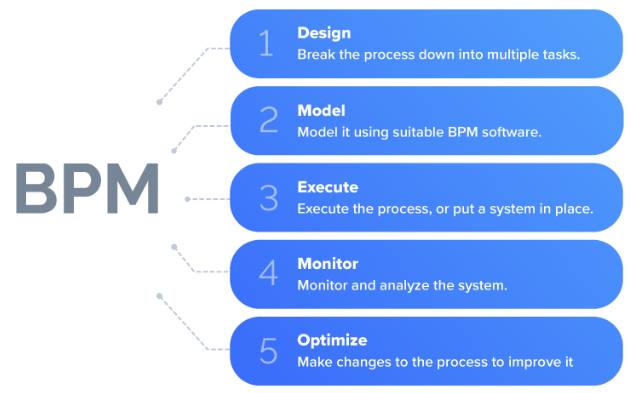 BPM
1
Design
Break the process down into multiple tasks.
2
Model
Model it using suitable BPM software.
3
Execute
Execute the process, or put a system in place.
4
Monitor
Monitor and analyze the system.
5
Optimize
Make changes to the process to improve it